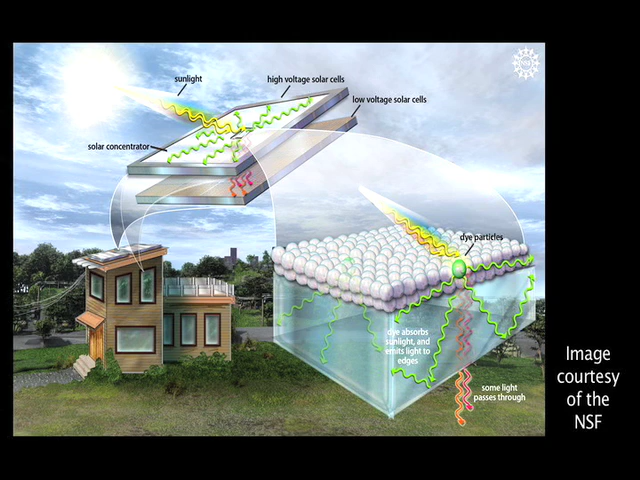 sunlight
high voltage solar cells
low voltage solar cells
solar concentrator
dye particles
dye absorbs
sunlight, and
emits light to
edges
some light
passes through
NSF
Image
courtesy
of the
NSF